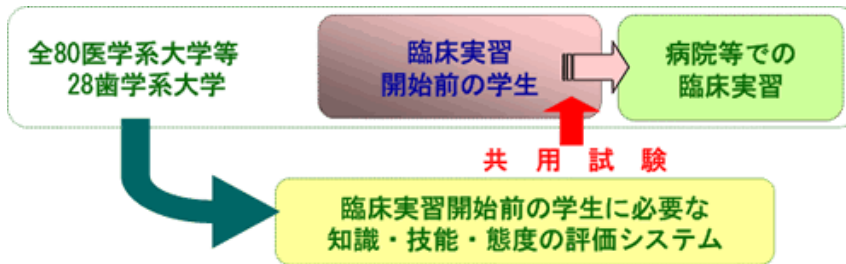 全80医学系大学等
28歯学系大学
臨床実習
開始前の学生
病院等での
臨床実習
共用試験
臨床実習開始前の学生に必要な
知識・技能・態度の評価システム